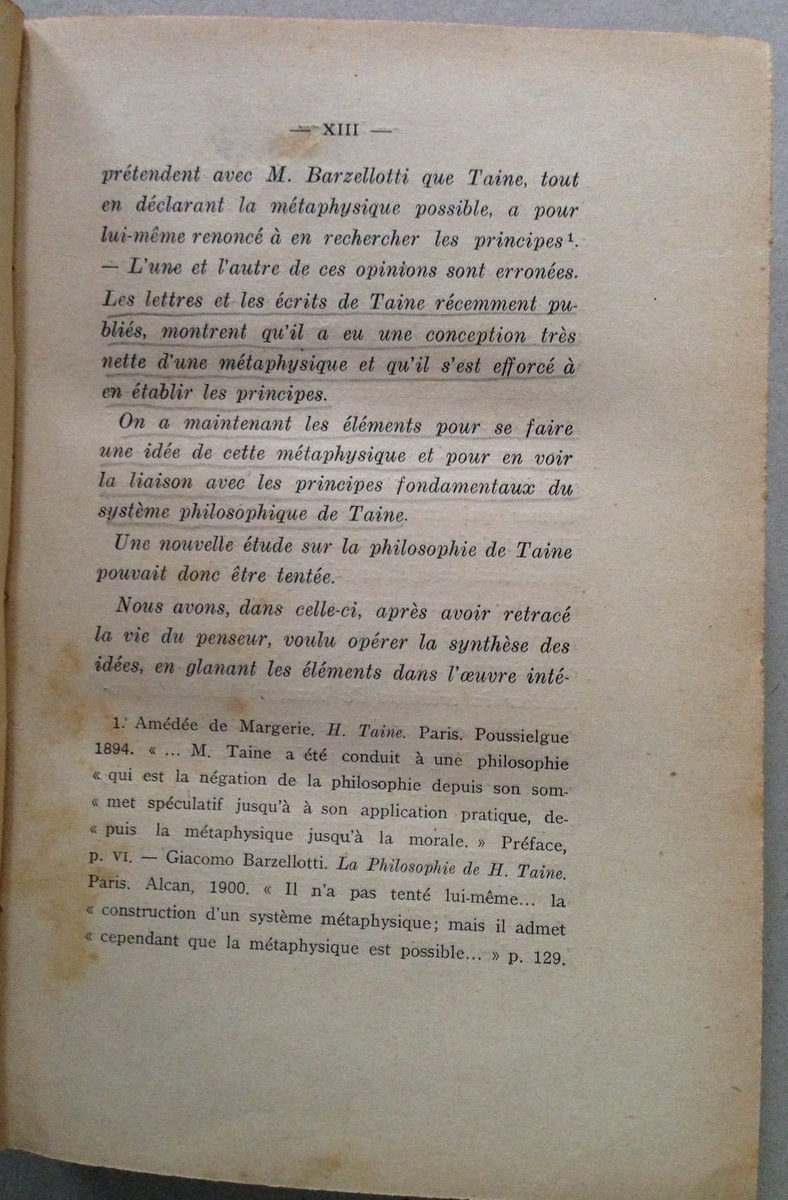 — XIII —
prétendent avec M. Barzellotti que Taine, tout
en déclarant la métaphysique possible, a pour
lui-même renoncé à en rechercher les principes¹.
— L'une et l'autre de ces opinions sont erronées.
Les lettres et les écrits de Taine récemment pu-
bliés, montrent qu'il a eu une conception très
nette d'une métaphysique et qu'il s'est efforcé à
en établir les principes.
On a maintenant les éléments pour se faire
une idée de cette métaphysique et pour en voir
la liaison avec les principes fondamentaux du
système philosophique de Taine.
Une nouvelle étude sur la philosophie de Taine
pouvait donc être tentée.
Nous avons, dans celle-ci, après avoir retracé
la vie du penseur, voulu opérer la synthèse des
idées, en glanant les éléments dans l'œuvre inté-
1. Amédée de Margerie. H. Taine. Paris. Poussielgue
1894. « ... M. Taine a été conduit à une philosophie
« qui est la négation de la philosophie depuis son som-
« met spéculatif jusqu'à à son application pratique, de-
« puis la métaphysique jusqu'à la morale. » Préface,
p. VI. — Giacomo Barzellotti. La Philosophie de H. Taine.
Paris. Alcan, 1900. « Il n'a pas tenté lui-même... la
« construction d'un système métaphysique; mais il admet
« cependant que la métaphysique est possible... » p. 129.